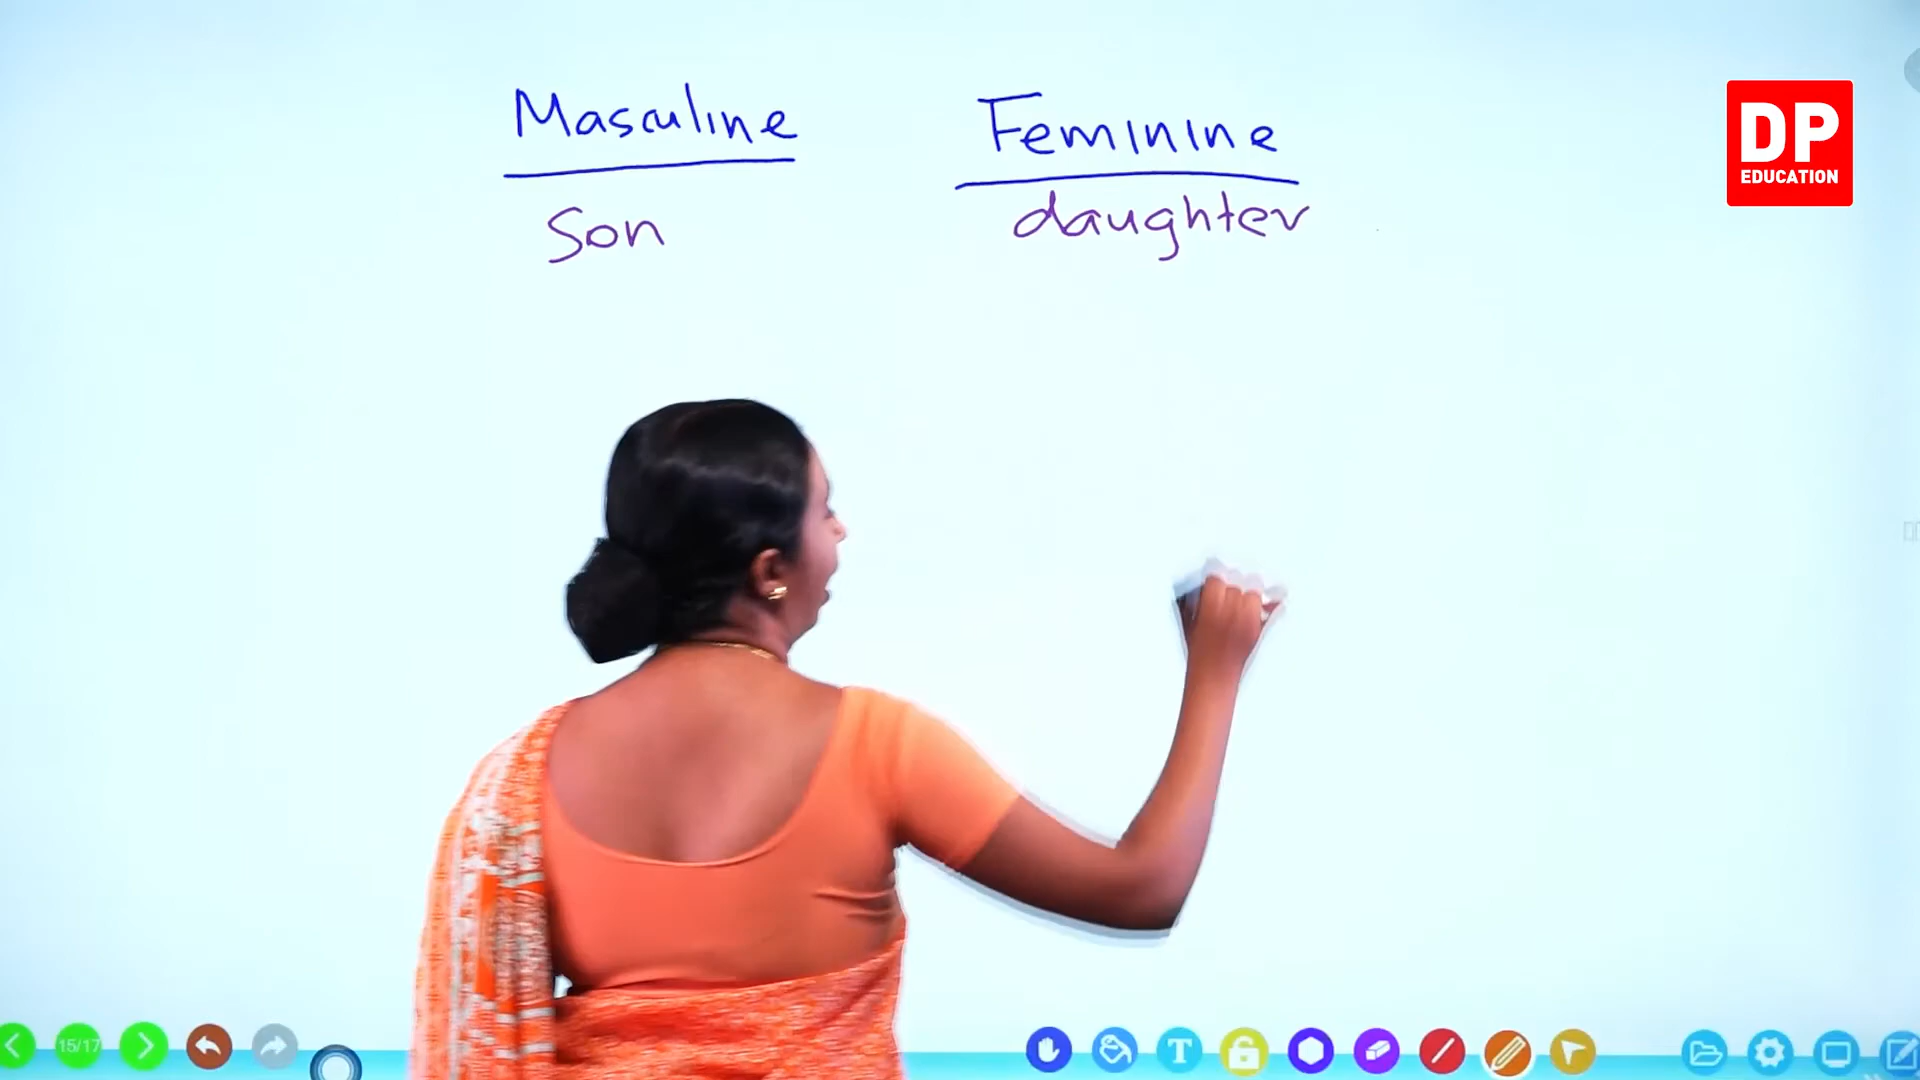 Masculine Feminine
Son daughter
DP
EDUCATION
15/17
T